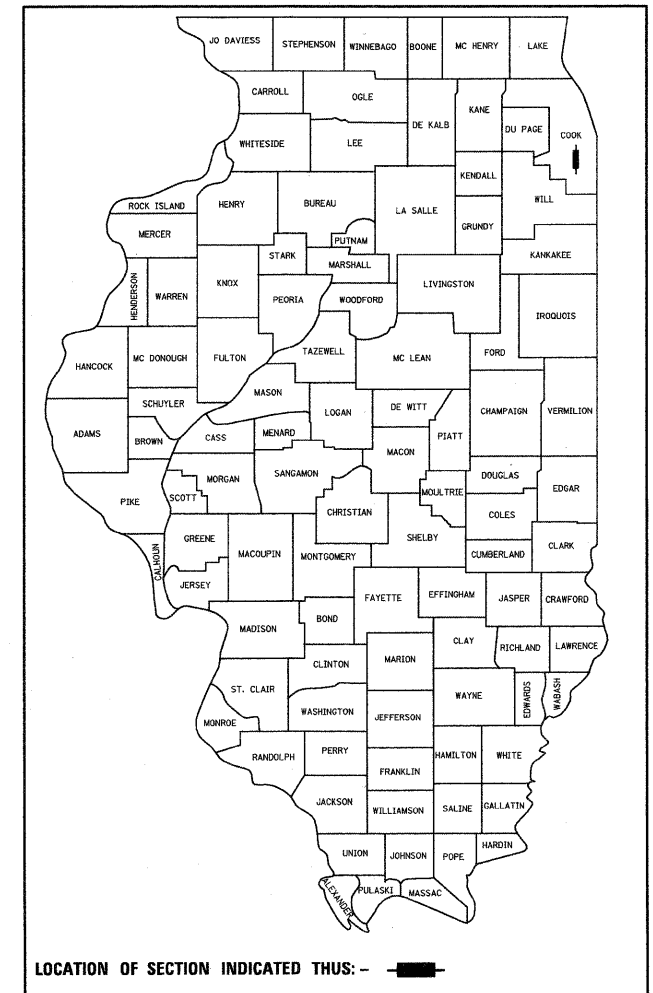 JO DAVIESS STEPHENSON WINNEBAGO BOONE MC HENRY LAKE
CARROLL OGLE DE KALB KANE DU PAGE COOK
WHITESIDE LEE KENDALL
ROCK ISLAND HENRY BUREAU LA SALLE GRUNDY WILL
MERCER STARK PUTNAM MARSHALL KANKAKEE
HENDERSON WARREN KNOX PEORIA WOODFORD LIVINGSTON IROQUOIS
HANCOCK MC DONOUGH FULTON TAZEWELL MC LEAN FORD
SCHUYLER MASON LOGAN DE WITT CHAMPAIGN VERMILION
ADAMS BROWN CASS MENARD MACON PIATT
PIKE SCOTT MORGAN SANGAMON CHRISTIAN MOULTRIE DOUGLAS EDGAR
COLES
CALHOUN GREENE MACOUPIN MONTGOMERY SHELBY CUMBERLAND CLARK
JERSEY FAYETTE EFFINGHAM JASPER CRAWFORD
MADISON BOND CLAY RICHLAND LAWRENCE
CLINTON MARION
ST. CLAIR WAYNE EDWARDS WABASH
MONROE WASHINGTON JEFFERSON
RANDOLPH PERRY HAMILTON WHITE
FRANKLIN
JACKSON WILLIAMSON SALINE GALLATIN
UNION JOHNSON POPE HARDIN
ALEXANDER PULASKI MASSAC
LOCATION OF SECTION INDICATED THUS: -